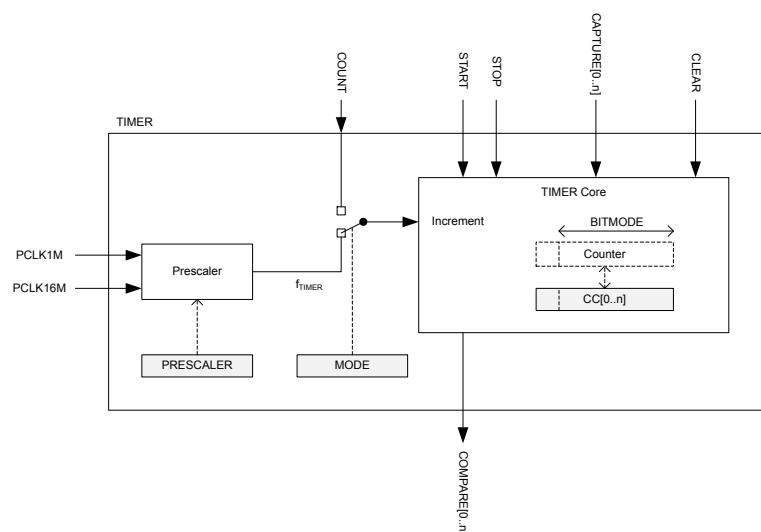 COUNT
START
STOP
CAPTURE[0..n]
CLEAR
TIMER
TIMER Core
Increment
BITMODE
Counter
CC[0..n]
PCLK1M
PCLK16M
Prescaler
fTIMER
PRESCALER
MODE
COMPARE[0..n